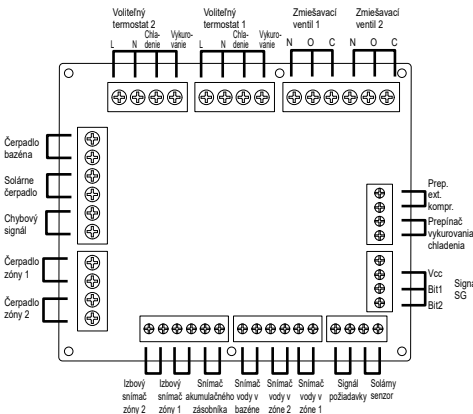 Voliteľný
termostat 2
Voliteľný
termostat 1
Zmiešavací
ventil 1
Zmiešavací
ventil 2
L N Chla-
denie Vykuro-
vanie
L N Chla-
denie Vykuro-
vanie
N O C N O C
Čerpadlo
bazéna
Solárne
čerpadlo
Chybový
signál
Čerpadlo
zóny 1
Čerpadlo
zóny 2
Prep.
ext.
kompr.
Prepínač
vykurovania
chladenia
Vcc
Bit1
Bit2
Signá
SG
Izbový
snímač
zóny 2
Izbový
snímač
zóny 1
Snímač
akumulačného
zásobníka
Snímač
vody v
bazéne
Snímač
vody v
zóne 2
Snímač
vody v
zóne 1
Signál
požiadavky
Solárny
senzor